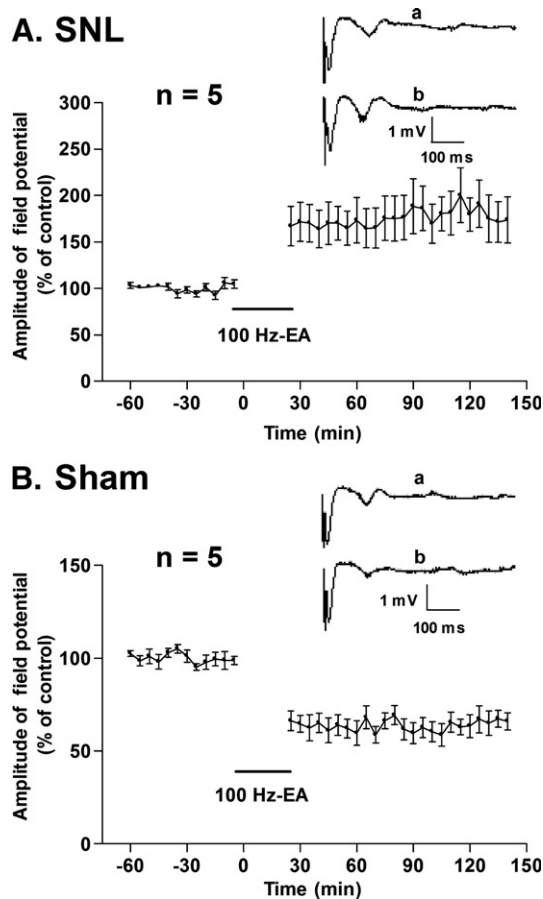 A. SNL
n = 5
a
b
1 mV
100 ms
Amplitude of field potential
(% of control)
300
250
200
150
100
50
0
100 Hz-EA
-60 -30 0 30 60 90 120 150
Time (min)
B. Sham
n = 5
a
b
1 mV
100 ms
Amplitude of field potential
(% of control)
150
100
50
0
100 Hz-EA
-60 -30 0 30 60 90 120 150
Time (min)